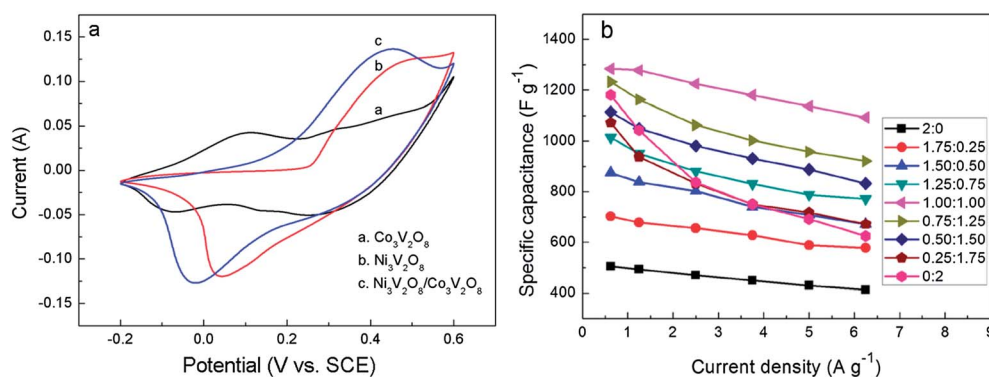 a
c
b
a
a. Co₃V₂O₈
b. Ni₃V₂O₈
c. Ni₃V₂O₈/Co₃V₂O₈
0.15
0.10
0.05
0.00
-0.05
-0.10
-0.15
Current (A)
-0.2 0.0 0.2 0.4 0.6
Potential (V vs. SCE)
b
1400
1200
1000
800
600
400
Specific capacitance (F g⁻¹)
2:0
1.75:0.25
1.50:0.50
1.25:0.75
1.00:1.00
0.75:1.25
0.50:1.50
0.25:1.75
0:2
0 1 2 3 4 5 6 7 8 9
Current density (A g⁻¹)